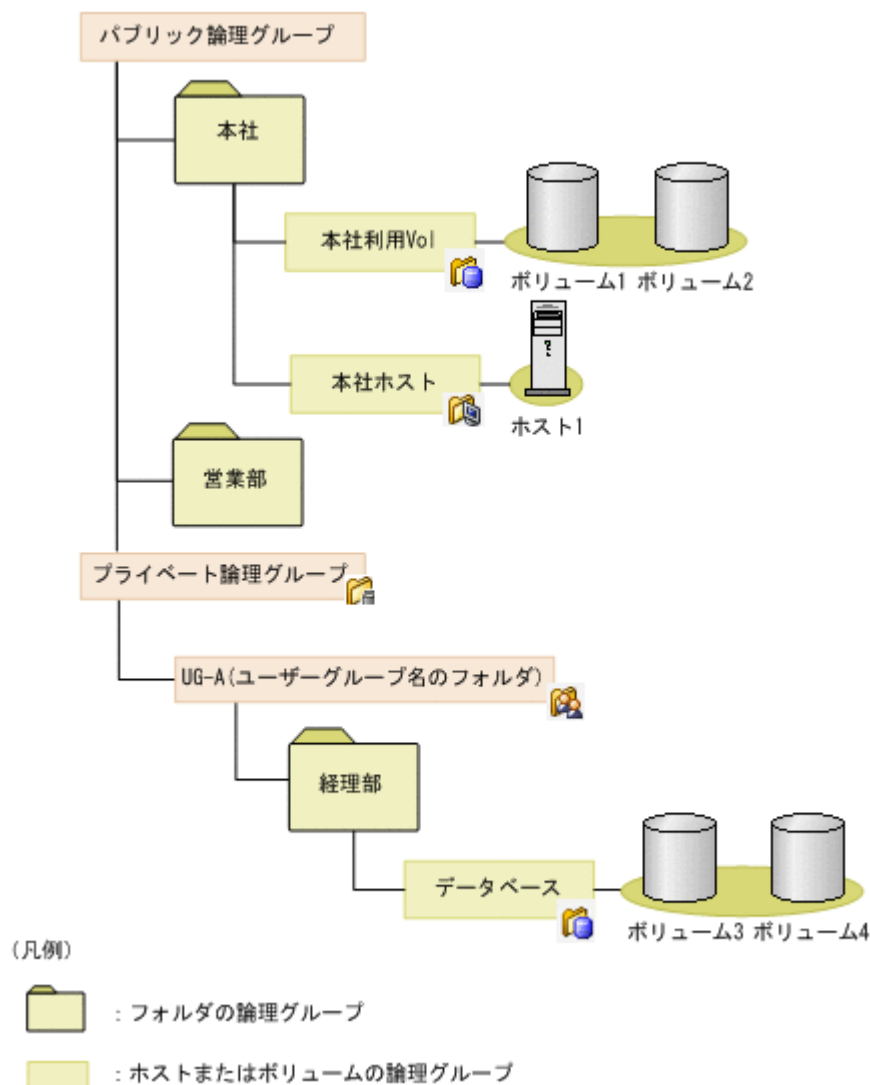 パブリック論理グループ
本社
本社利用Vol
ボリューム1 ボリューム2
本社ホスト
ホスト1
営業部
プライベート論理グループ
UG-A(ユーザーグループ名のフォルダ)
経理部
データベース
ボリューム3 ボリューム4
(凡例)
：フォルダの論理グループ
：ホストまたはボリュームの論理グループ